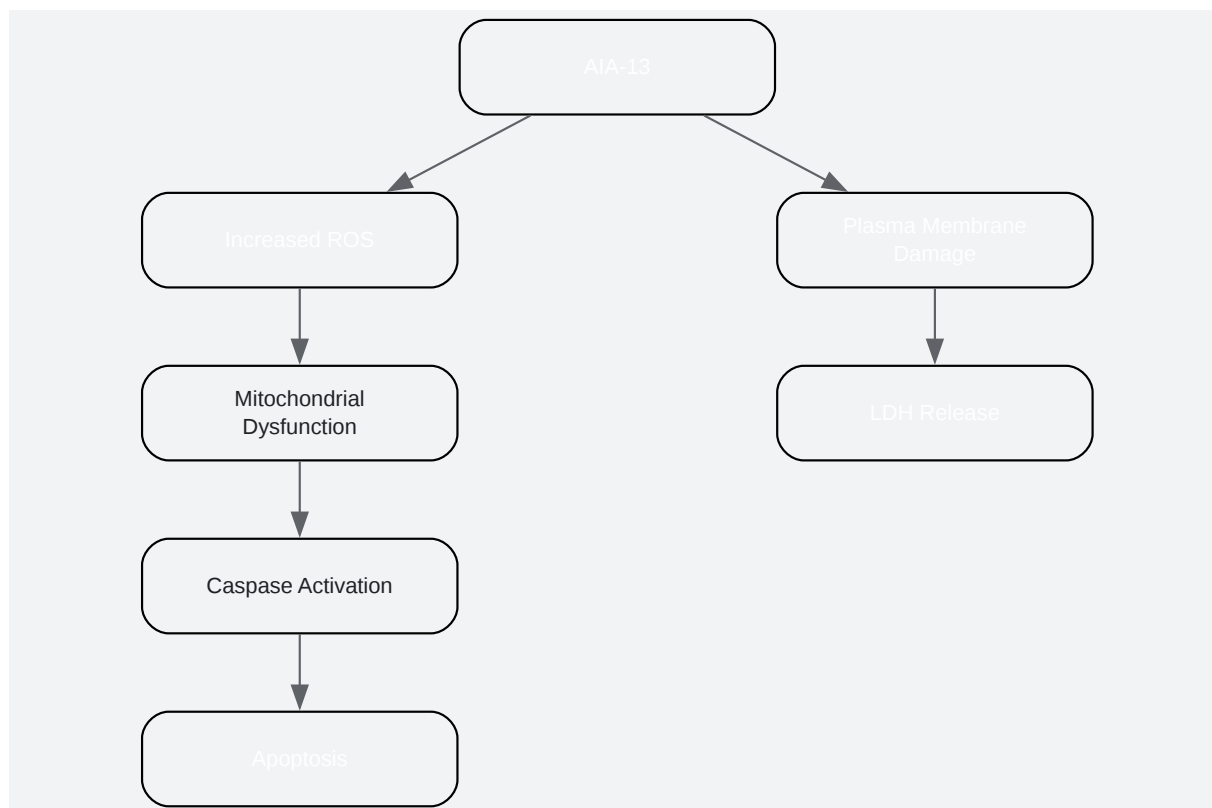 AIA-13
Increased ROS
Plasma Membrane
Damage
Mitochondrial
Dysfunction
LDH Release
Caspase Activation
Apoptosis